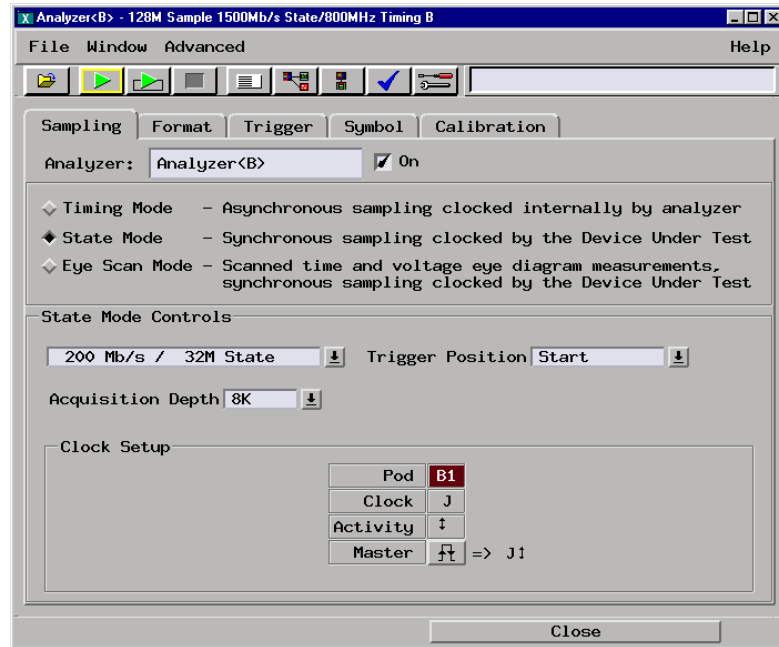 Analyzer<B> - 128M Sample 1500Mb/s State/800MHz Timing B
File Window Advanced Help
Sampling Format Trigger Symbol Calibration
Analyzer: Analyzer<B> On
Timing Mode - Asynchronous sampling clocked internally by analyzer
State Mode - Synchronous sampling clocked by the Device Under Test
Eye Scan Mode - Scanned time and voltage eye diagram measurements,
synchronous sampling clocked by the Device Under Test
State Mode Controls
200 Mb/s / 32M State Trigger Position Start
Acquisition Depth 8K
Clock Setup
Pod B1
Clock J
Activity ↕
Master => J↕
Close